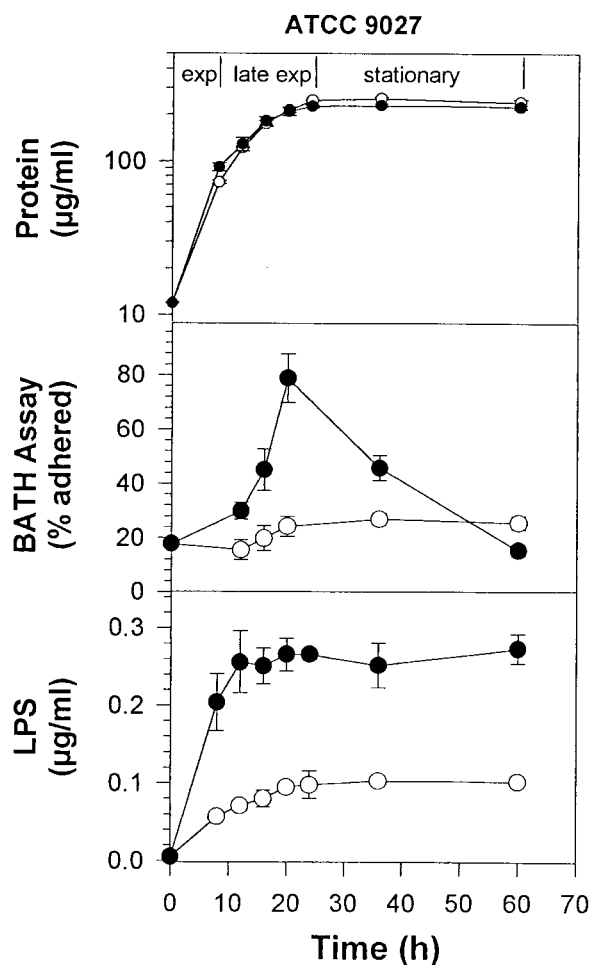 ATCC 9027
exp | late exp | stationary |
Protein
(µg/ml)
100
10
BATH Assay
(% adhered)
80
60
40
20
0
LPS
(µg/ml)
0.3
0.2
0.1
0.0
0 10 20 30 40 50 60 70
Time (h)